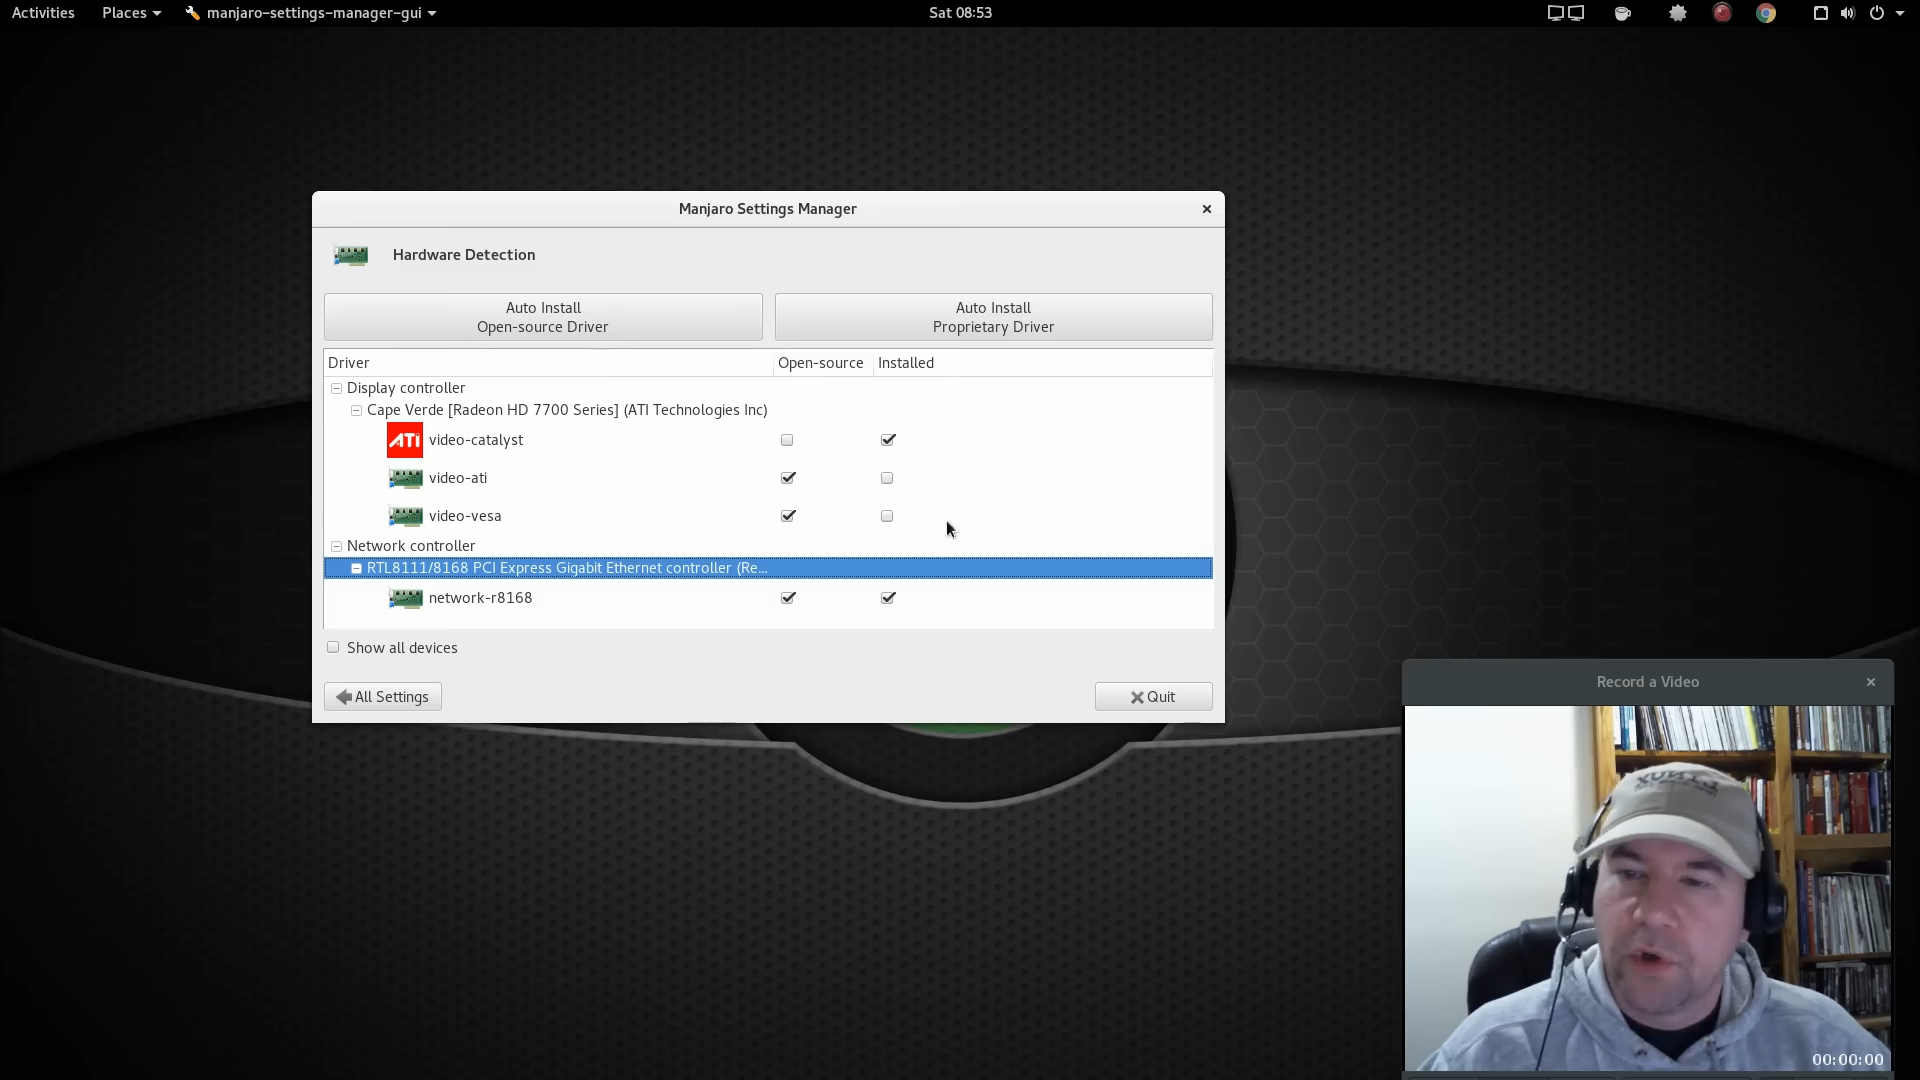 Activities Places manjaro-settings-manager-gui Sat 08:53
Manjaro Settings Manager
Hardware Detection
Auto Install
Open-source Driver
Auto Install
Proprietary Driver
Driver Open-source Installed
Display controller
Cape Verde [Radeon HD 7700 Series] (ATI Technologies Inc)
ATI video-catalyst
video-ati
video-vesa
Network controller
RTL8111/8168 PCI Express Gigabit Ethernet controller (Re...
network-r8168
Show all devices
All Settings Quit
Record a Video
00:00:00